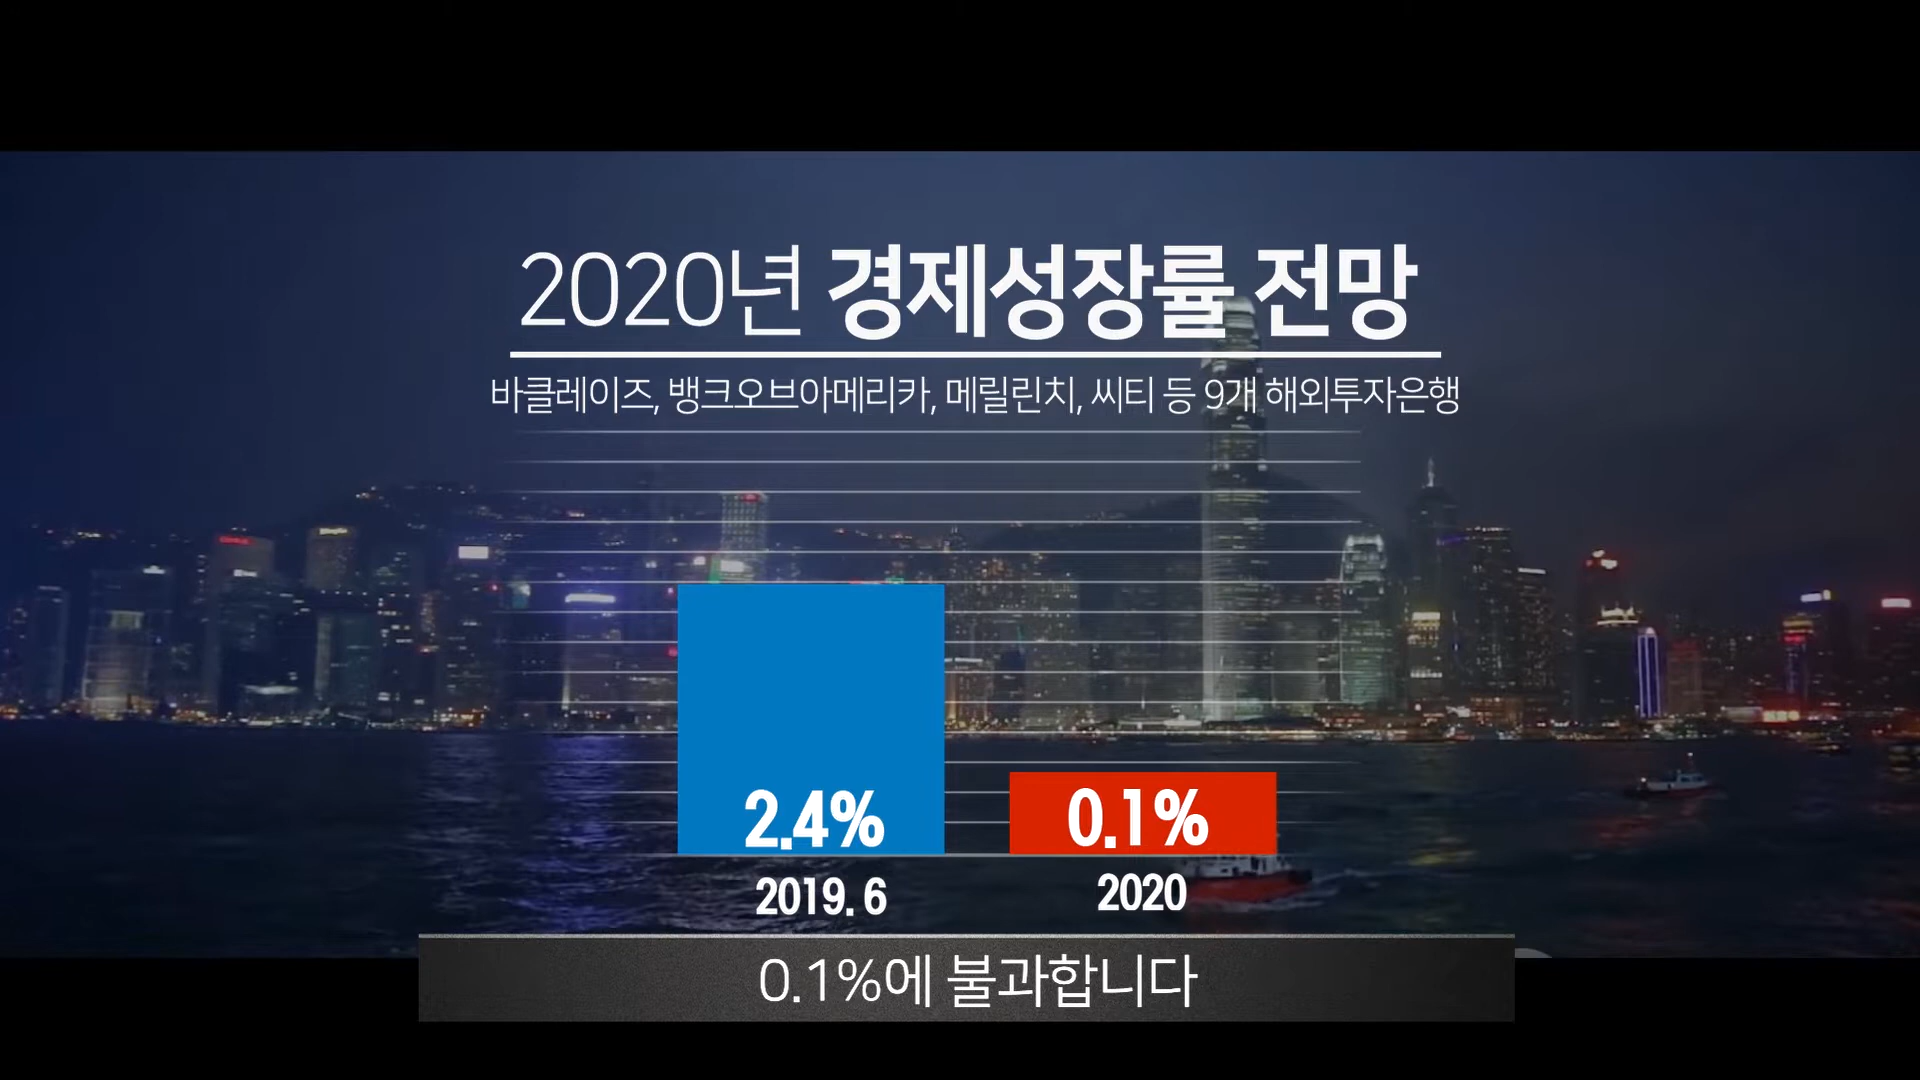 2020년 경제성장률 전망
바클레이즈, 뱅크오브아메리카, 메릴린치, 씨티 등 9개 해외투자은행
2.4% 0.1%
2019. 6 2020
0.1%에 불과합니다